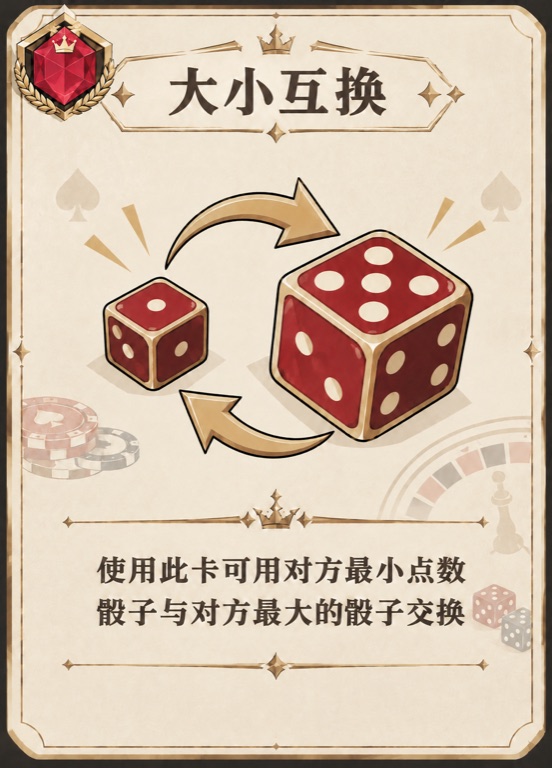 大小互换
使用此卡可用对方最小点数
骰子与对方最大的骰子交换